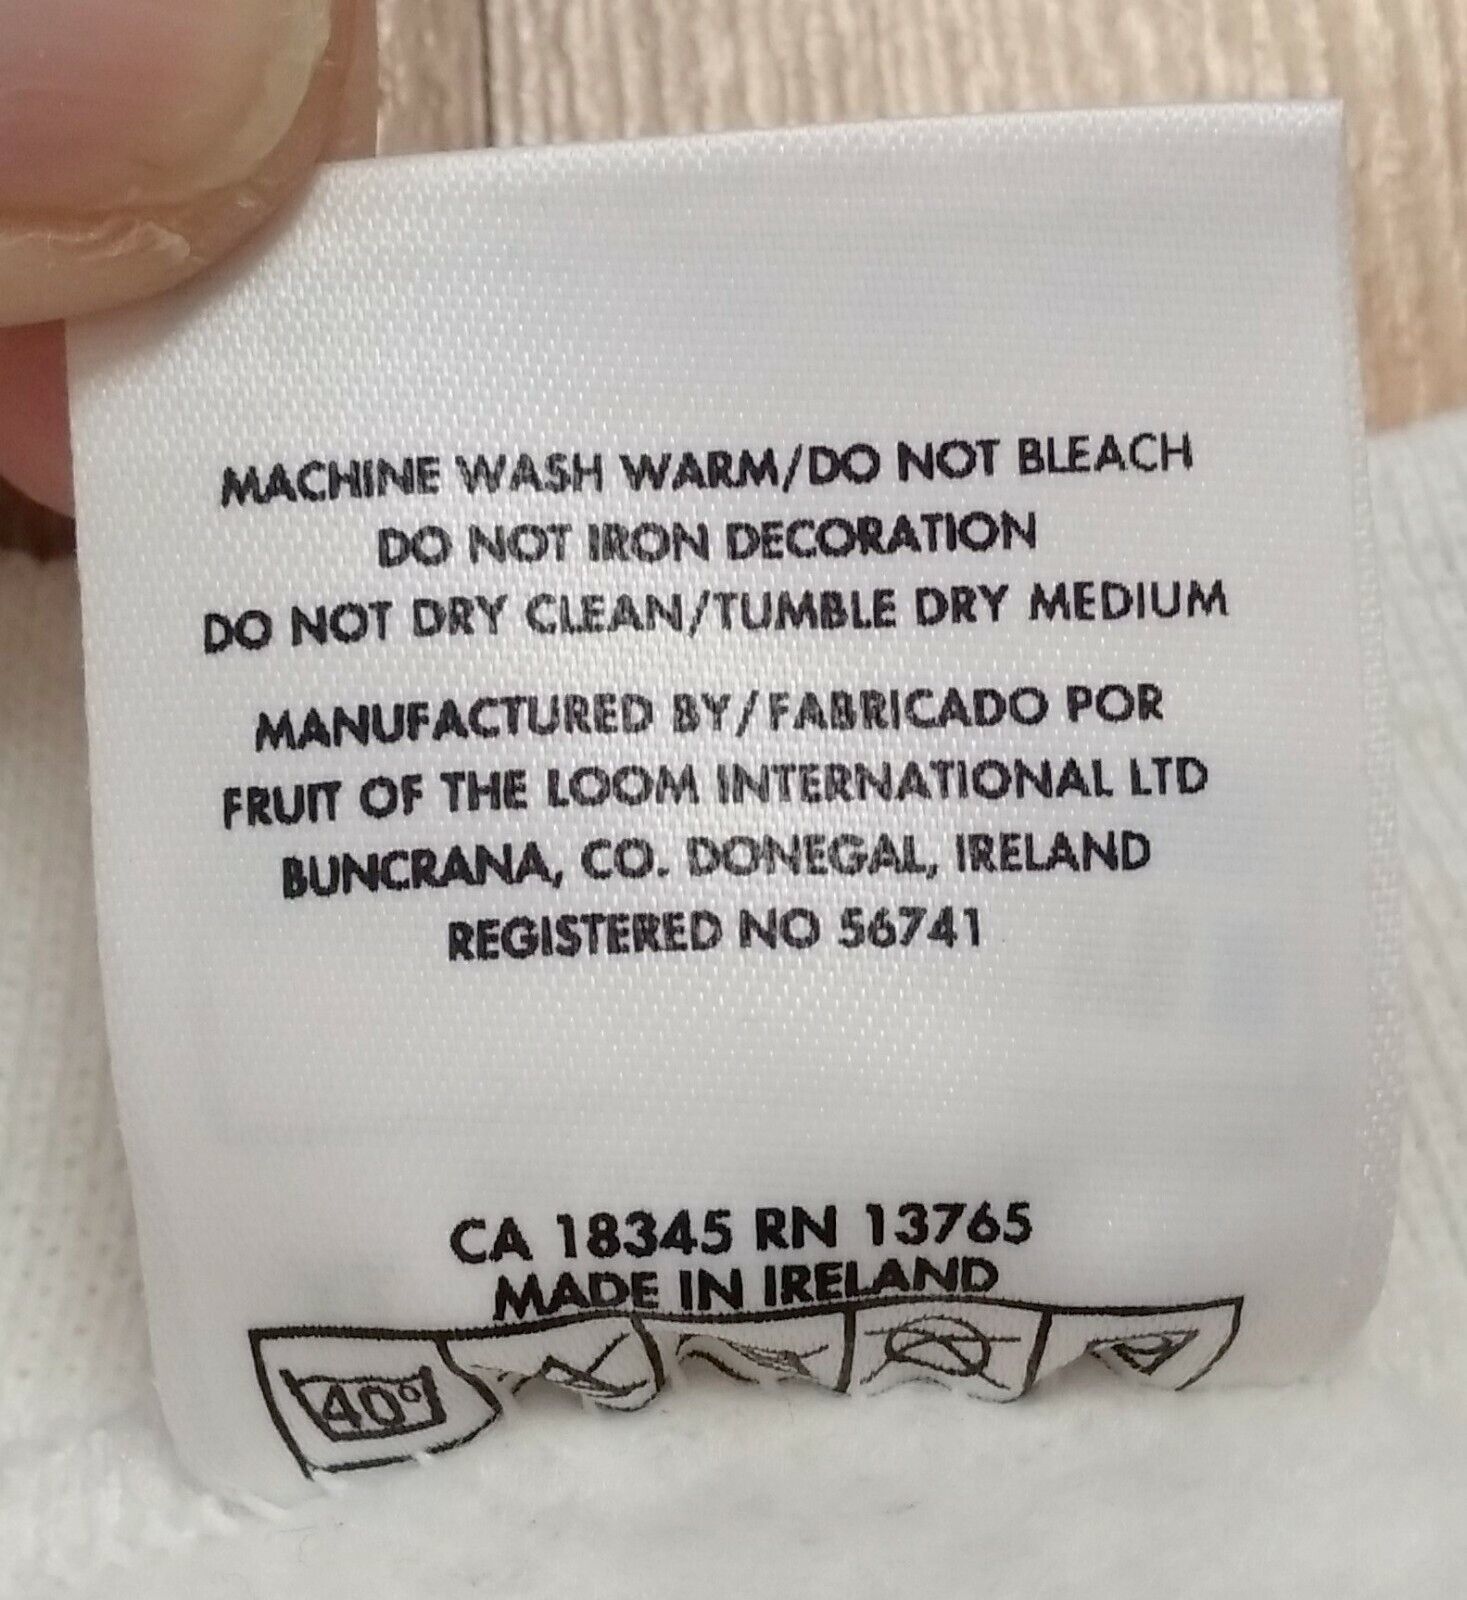 MACHINE WASH WARM/DO NOT BLEACH
DO NOT IRON DECORATION
DO NOT DRY CLEAN/TUMBLE DRY MEDIUM
MANUFACTURED BY/FABRICADO POR
FRUIT OF THE LOOM INTERNATIONAL LTD
BUNCRANA, CO. DONEGAL, IRELAND
REGISTERED NO 56741
CA 18345 RN 13765
MADE IN IRELAND
40°